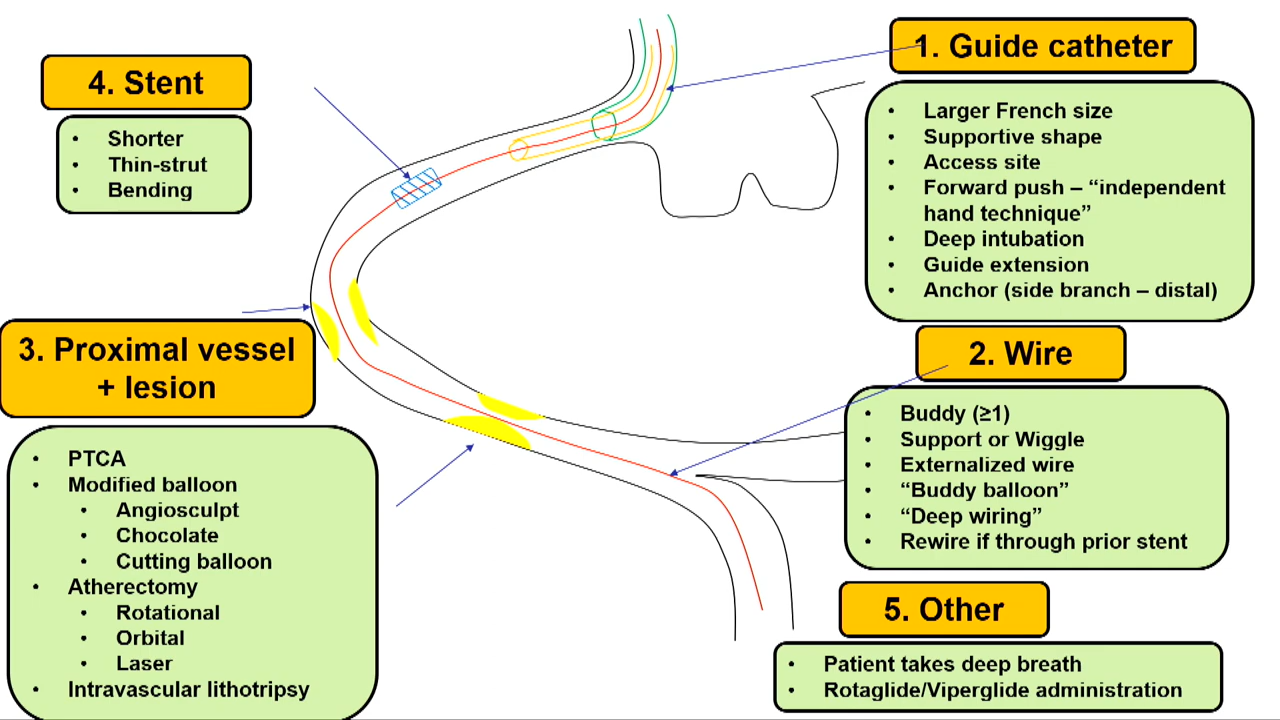 1. Guide catheter
• Larger French size
• Supportive shape
• Access site
• Forward push – “independent
hand technique”
• Deep intubation
• Guide extension
• Anchor (side branch – distal)
2. Wire
• Buddy (≥1)
• Support or Wiggle
• Externalized wire
• “Buddy balloon”
• “Deep wiring”
• Rewire if through prior stent
3. Proximal vessel
+ lesion
• PTCA
• Modified balloon
• Angiosculpt
• Chocolate
• Cutting balloon
• Atherectomy
• Rotational
• Orbital
• Laser
• Intravascular lithotripsy
4. Stent
• Shorter
• Thin-strut
• Bending
5. Other
• Patient takes deep breath
• Rotaglide/Viperglide administration